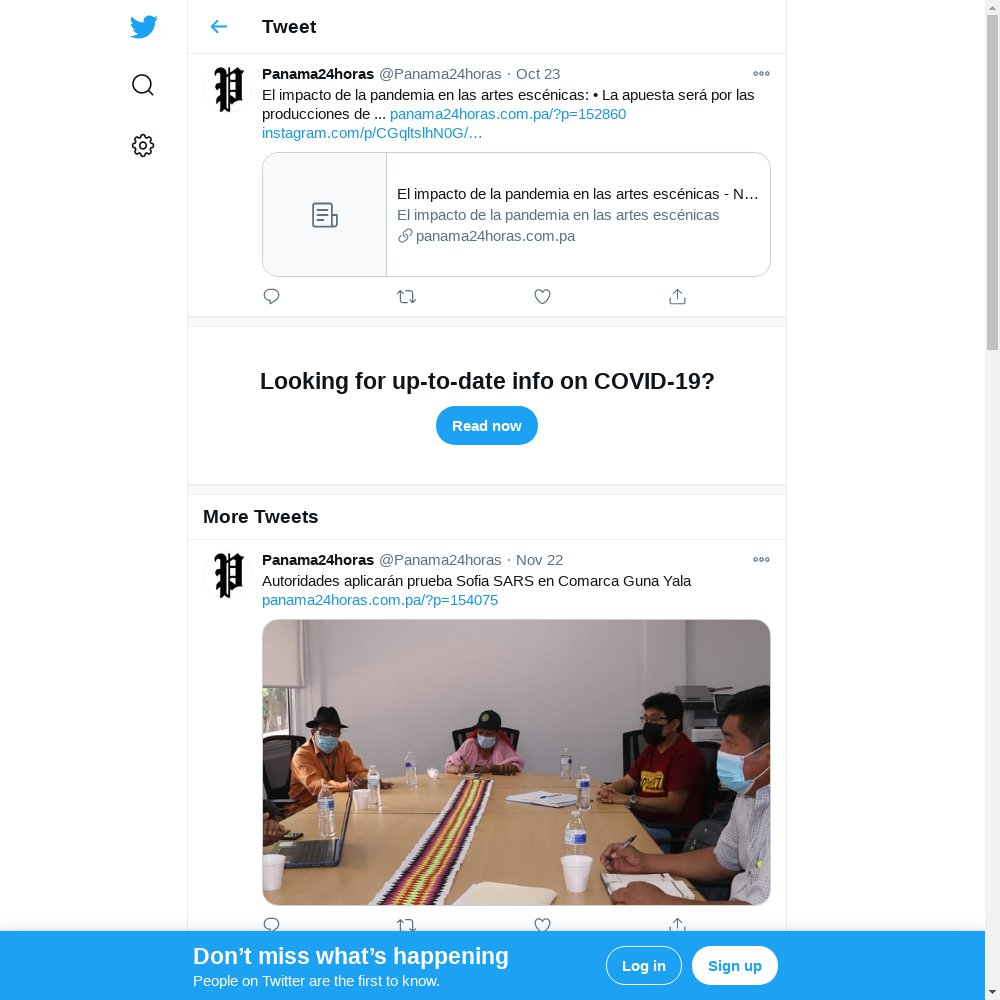 Tweet
Panama24horas @Panama24horas · Oct 23
El impacto de la pandemia en las artes escénicas: • La apuesta será por las
producciones de ... panama24horas.com.pa/?p=152860
instagram.com/p/CGqltslhN0G/…
El impacto de la pandemia en las artes escénicas - N…
El impacto de la pandemia en las artes escénicas
panama24horas.com.pa
Looking for up-to-date info on COVID-19?
Read now
More Tweets
Panama24horas @Panama24horas · Nov 22
Autoridades aplicarán prueba Sofia SARS en Comarca Guna Yala
panama24horas.com.pa/?p=154075
Don’t miss what’s happening
People on Twitter are the first to know.
Log in
Sign up